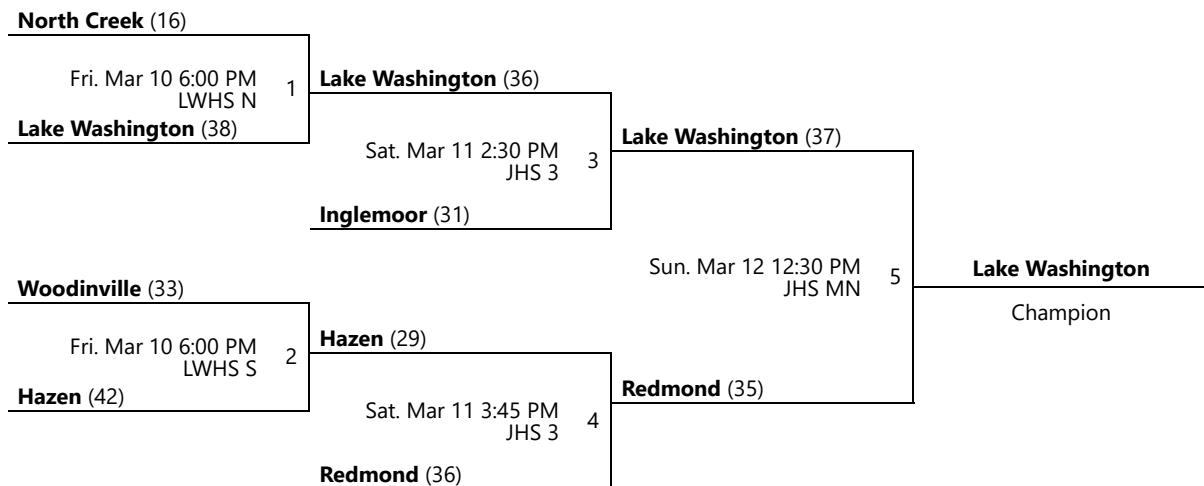 North Creek (16)
Fri. Mar 10 6:00 PM
LWHS N
1
Lake Washington (38)
Lake Washington (36)
Sat. Mar 11 2:30 PM
JHS 3
3
Inglemoor (31)
Lake Washington (37)
Woodinville (33)
Fri. Mar 10 6:00 PM
LWHS S
2
Hazen (42)
Hazen (29)
Sat. Mar 11 3:45 PM
JHS 3
4
Redmond (36)
Redmond (35)
Sun. Mar 12 12:30 PM
JHS MN
5
Lake Washington
Champion